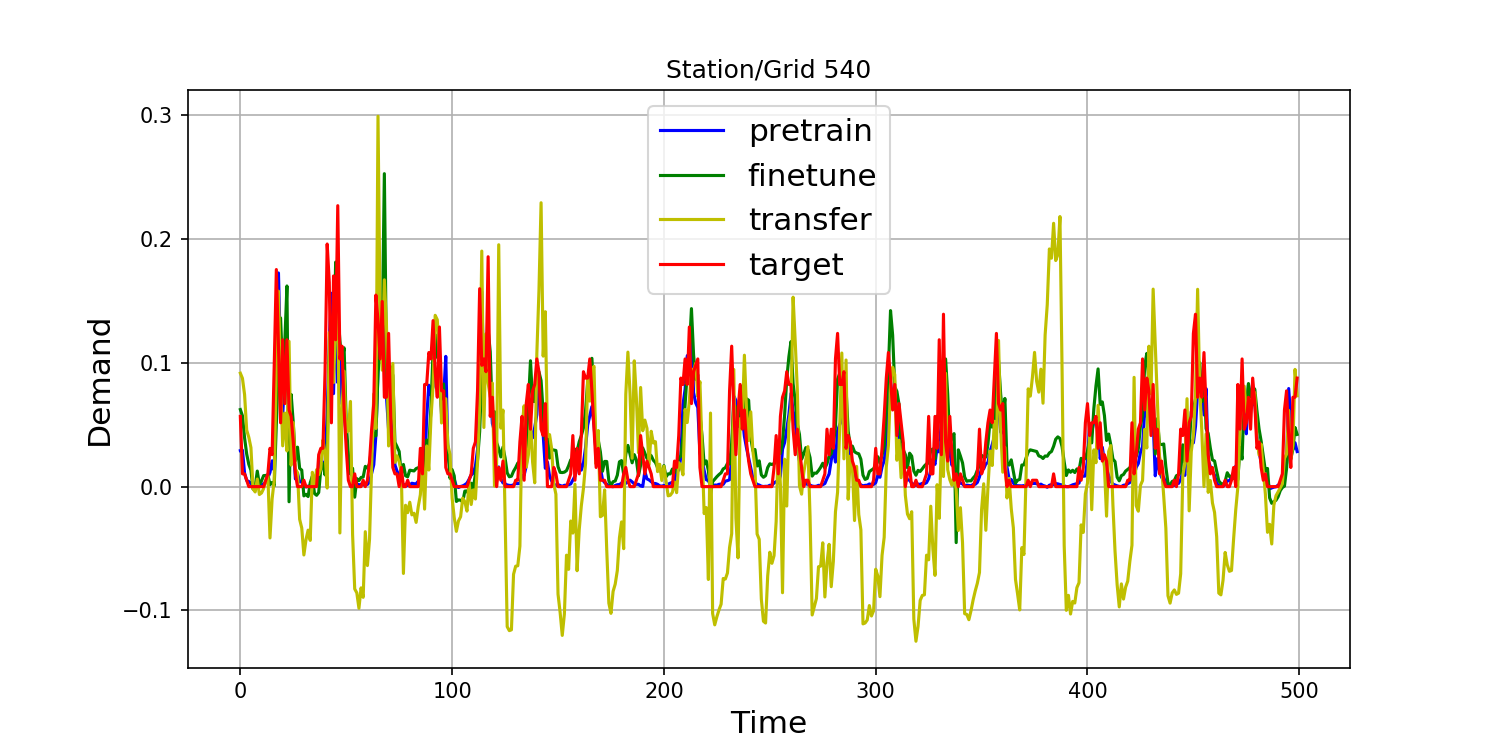 Station/Grid 540
pretrain
finetune
transfer
target
Demand
0.3
0.2
0.1
0.0
−0.1
0 100 200 300 400 500
Time